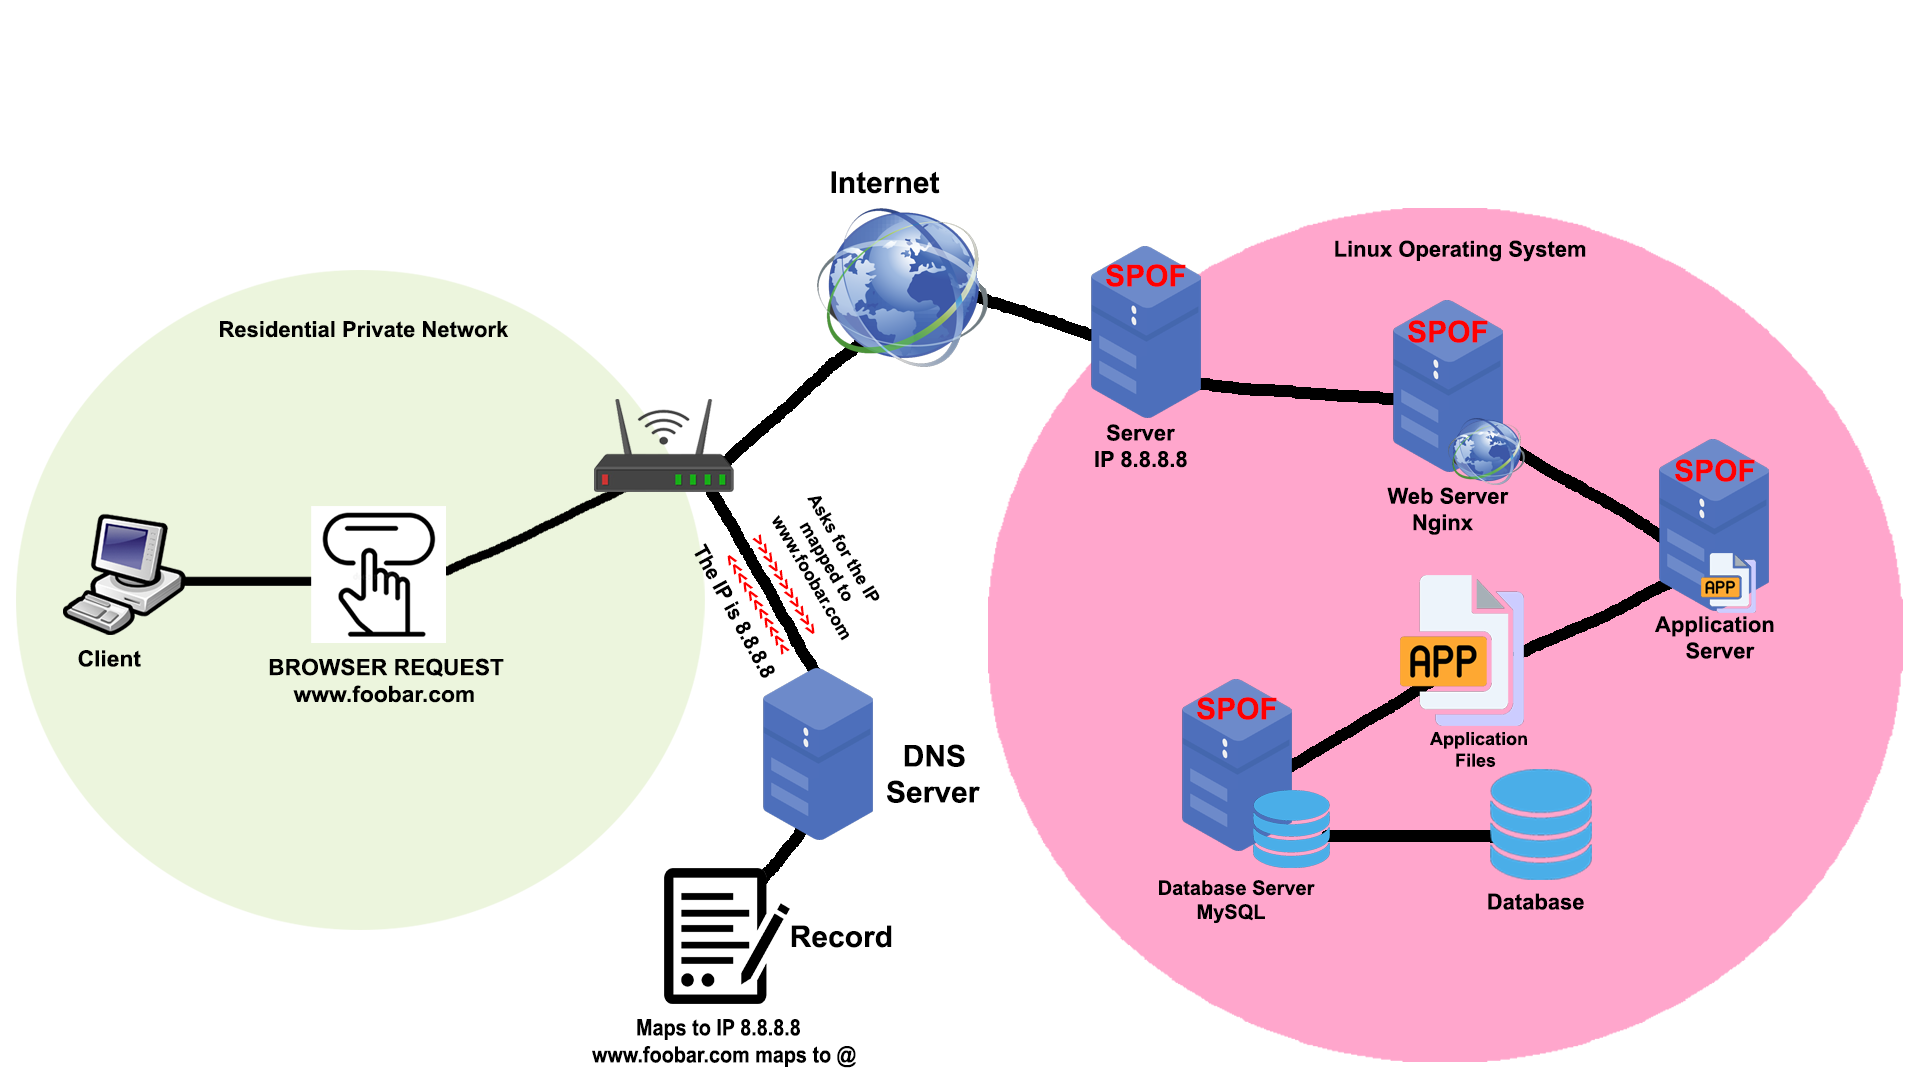 Internet
Residential Private Network
Client
BROWSER REQUEST
www.foobar.com
Asks for the IP
mapped to
www.foobar.com
The IP is 8.8.8.8
DNS
Server
Record
Maps to IP 8.8.8.8
www.foobar.com maps to @
Linux Operating System
SPOF
Server
IP 8.8.8.8
SPOF
Web Server
Nginx
SPOF
APP
Application
Server
APP
Application
Files
SPOF
Database Server
MySQL
Database